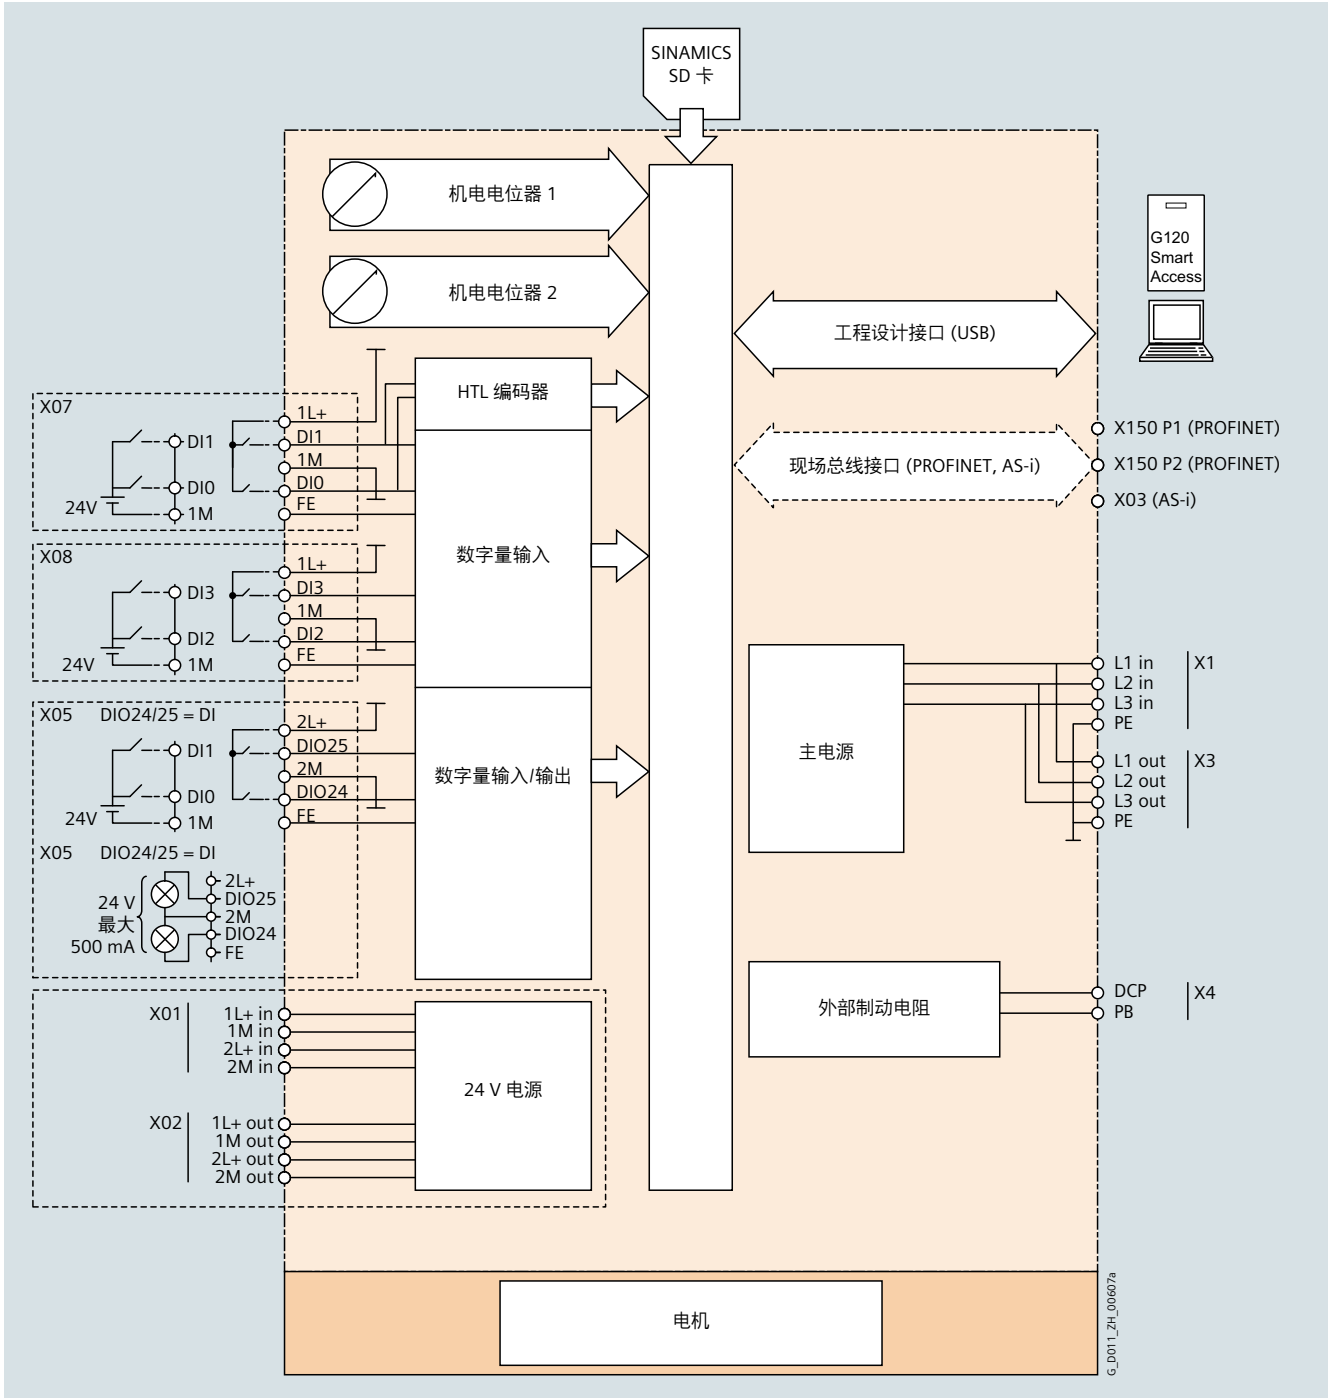 SINAMICS
SD 卡
机电电位器 1
机电电位器 2
G120
Smart
Access
工程设计接口 (USB)
HTL 编码器
X07
1L+
DI1
DI1
1M
DI0
DI0
FE
24V
1M
X150 P1 (PROFINET)
现场总线接口 (PROFINET, AS-i)
X150 P2 (PROFINET)
X03 (AS-i)
数字量输入
X08
1L+
DI3
DI3
1M
DI2
DI2
FE
24V
1M
L1 in
X1
L2 in
L3 in
PE
主电源
L1 out
X3
L2 out
L3 out
PE
X05
DIO24/25 = DI
2L+
DI1
DIO25
2M
DI0
DIO24
FE
24V
1M
数字量输入/输出
X05
DIO24/25 = DI
2L+
DIO25
2M
DIO24
FE
24 V
最大
500 mA
外部制动电阻
DCP
X4
PB
X01
1L+ in
1M in
2L+ in
2M in
24 V 电源
X02
1L+ out
1M out
2L+ out
2M out
电机
G_D011_ZH_00607a